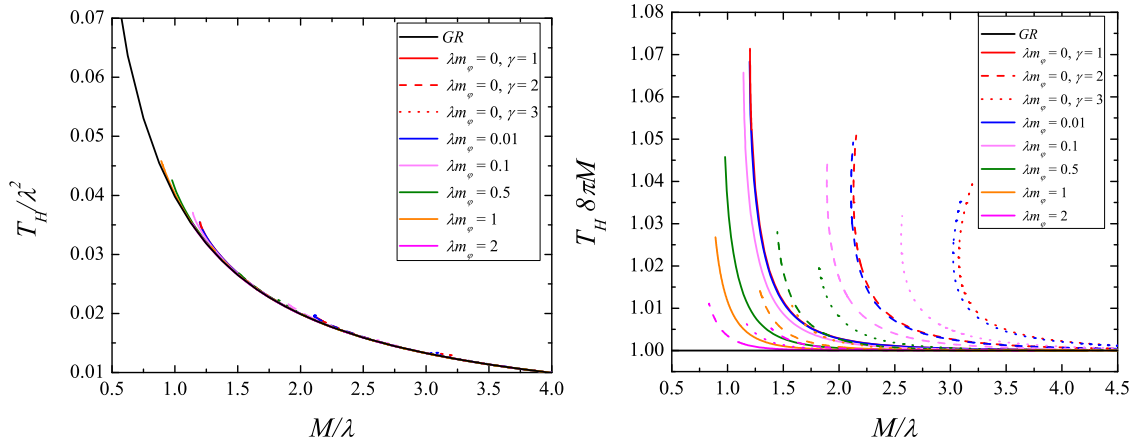 0.07
0.06
0.05
0.04
0.03
0.02
0.01
T_H/λ^2
0.5 1.0 1.5 2.0 2.5 3.0 3.5 4.0
M/λ
GR
λm_φ = 0, γ = 1
λm_φ = 0, γ = 2
λm_φ = 0, γ = 3
λm_φ = 0.01
λm_φ = 0.1
λm_φ = 0.5
λm_φ = 1
λm_φ = 2
1.08
1.07
1.06
1.05
1.04
1.03
1.02
1.01
1.00
T_H 8πM
0.5 1.0 1.5 2.0 2.5 3.0 3.5 4.0 4.5
M/λ
GR
λm_φ = 0, γ = 1
λm_φ = 0, γ = 2
λm_φ = 0, γ = 3
λm_φ = 0.01
λm_φ = 0.1
λm_φ = 0.5
λm_φ = 1
λm_φ = 2